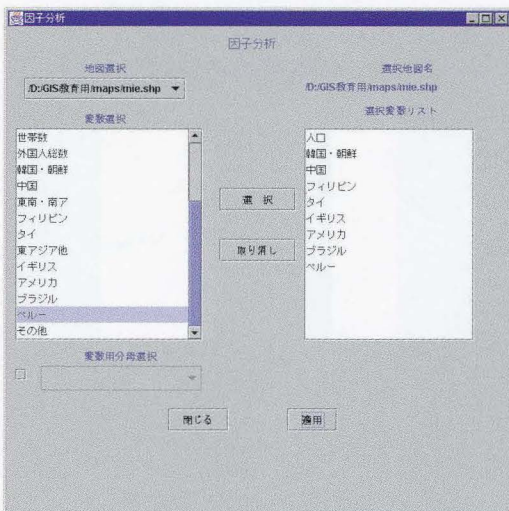 因子分析
因子分析
地図選択
/D:/GIS教育用/maps/mie.shp
変数選択
世帯数
外国人総数
韓国・朝鮮
中国
東南・南ア
フィリピン
タイ
東アジア他
イギリス
アメリカ
ブラジル
ペルー
その他
変数用分母選択
選択
取り消し
選択地図名
/D:/GIS教育用/maps/mie.shp
選択変数リスト
人口
韓国・朝鮮
中国
フィリピン
タイ
イギリス
アメリカ
ブラジル
ペルー
閉じる
適用